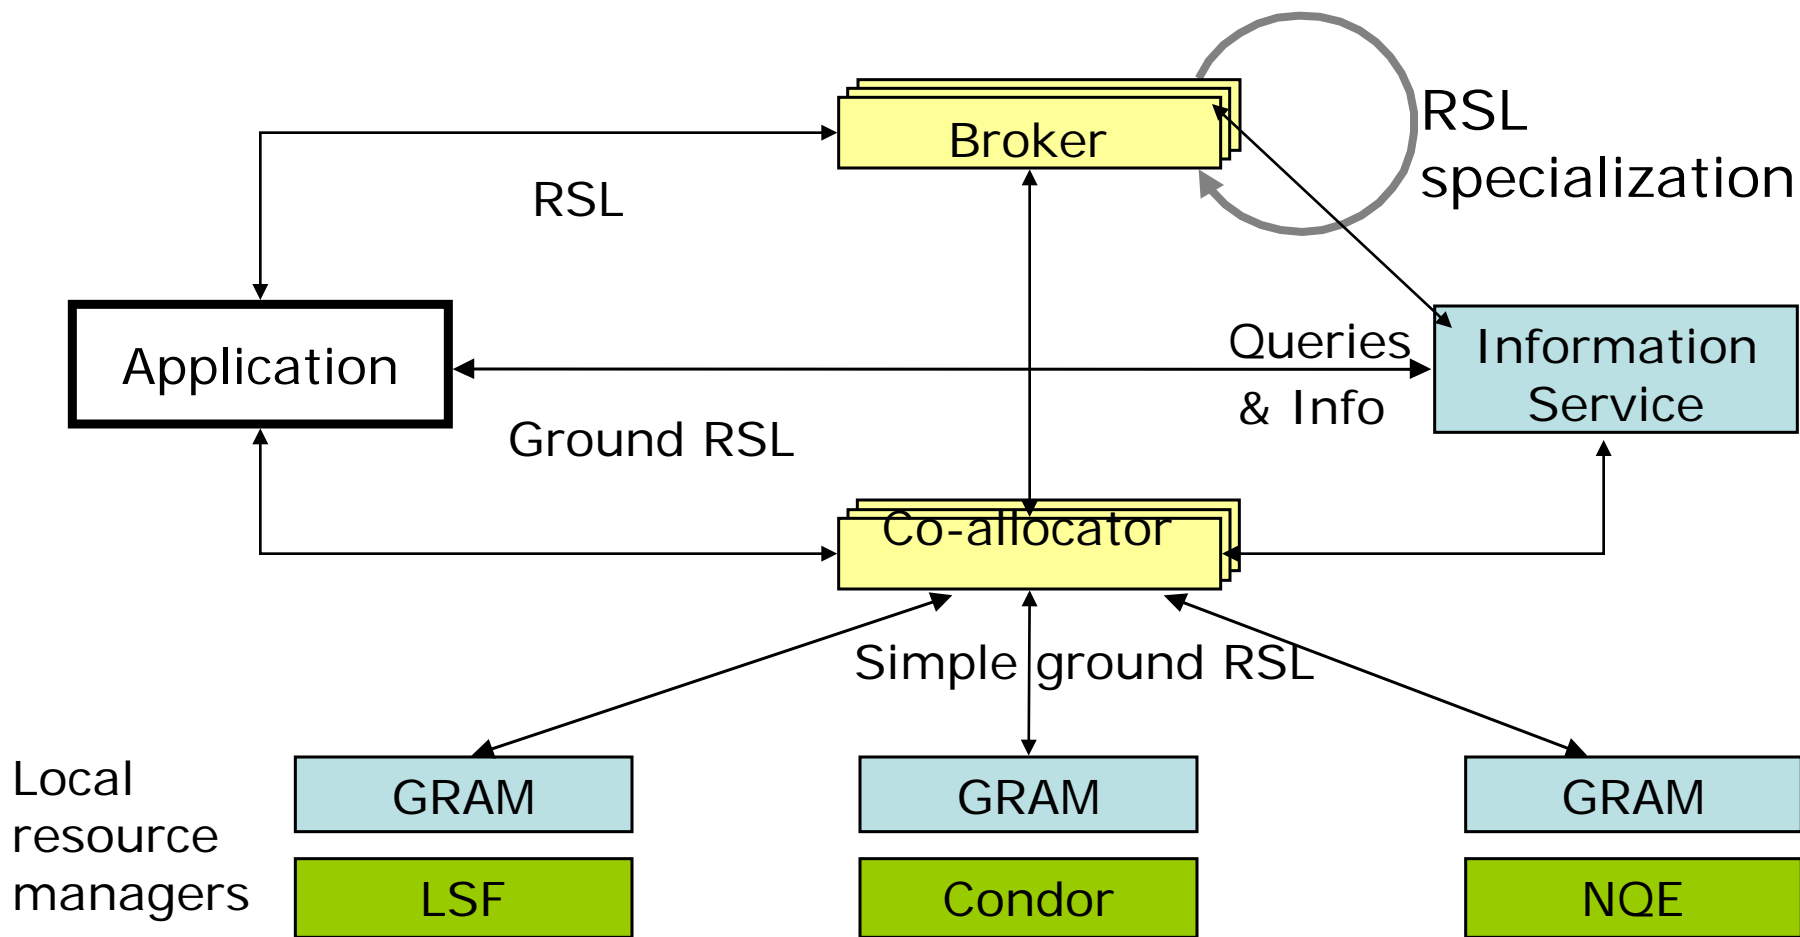 RSL
specialization
Broker
RSL
Application
Queries
& Info
Information
Service
Ground RSL
Co-allocator
Simple ground RSL
Local
resource
managers
GRAM
GRAM
GRAM
LSF
Condor
NQE